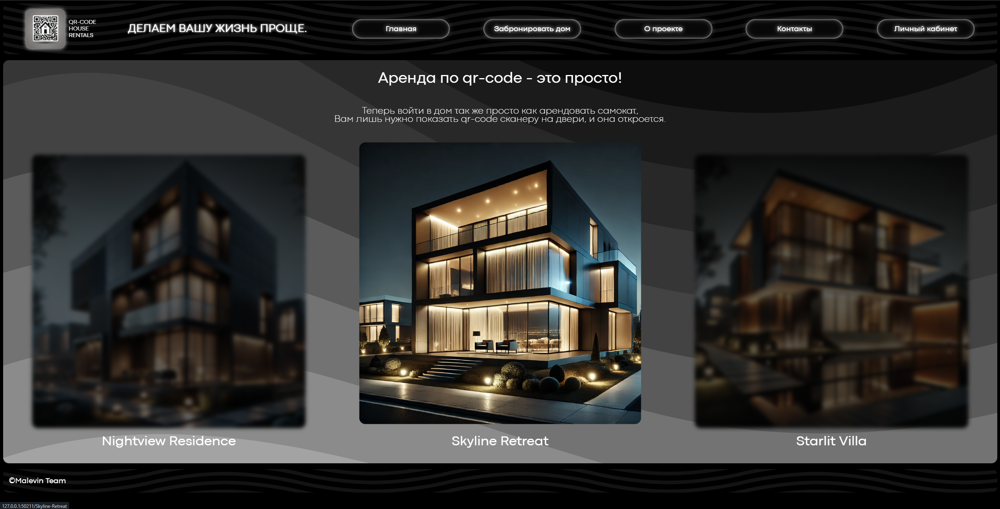 QR-CODE
HOUSE
RENTALS
ДЕЛАЕМ ВАШУ ЖИЗНЬ ПРОЩЕ.
Главная
Забронировать дом
О проекте
Контакты
Личный кабинет
Аренда по qr-code - это просто!
Теперь войти в дом так же просто как арендовать самокат,
Вам лишь нужно показать qr-code сканеру на двери, и она откроется.
Nightview Residence
Skyline Retreat
Starlit Villa
©Malevin Team
127.0.0.1:50211/Skyline-Retreat